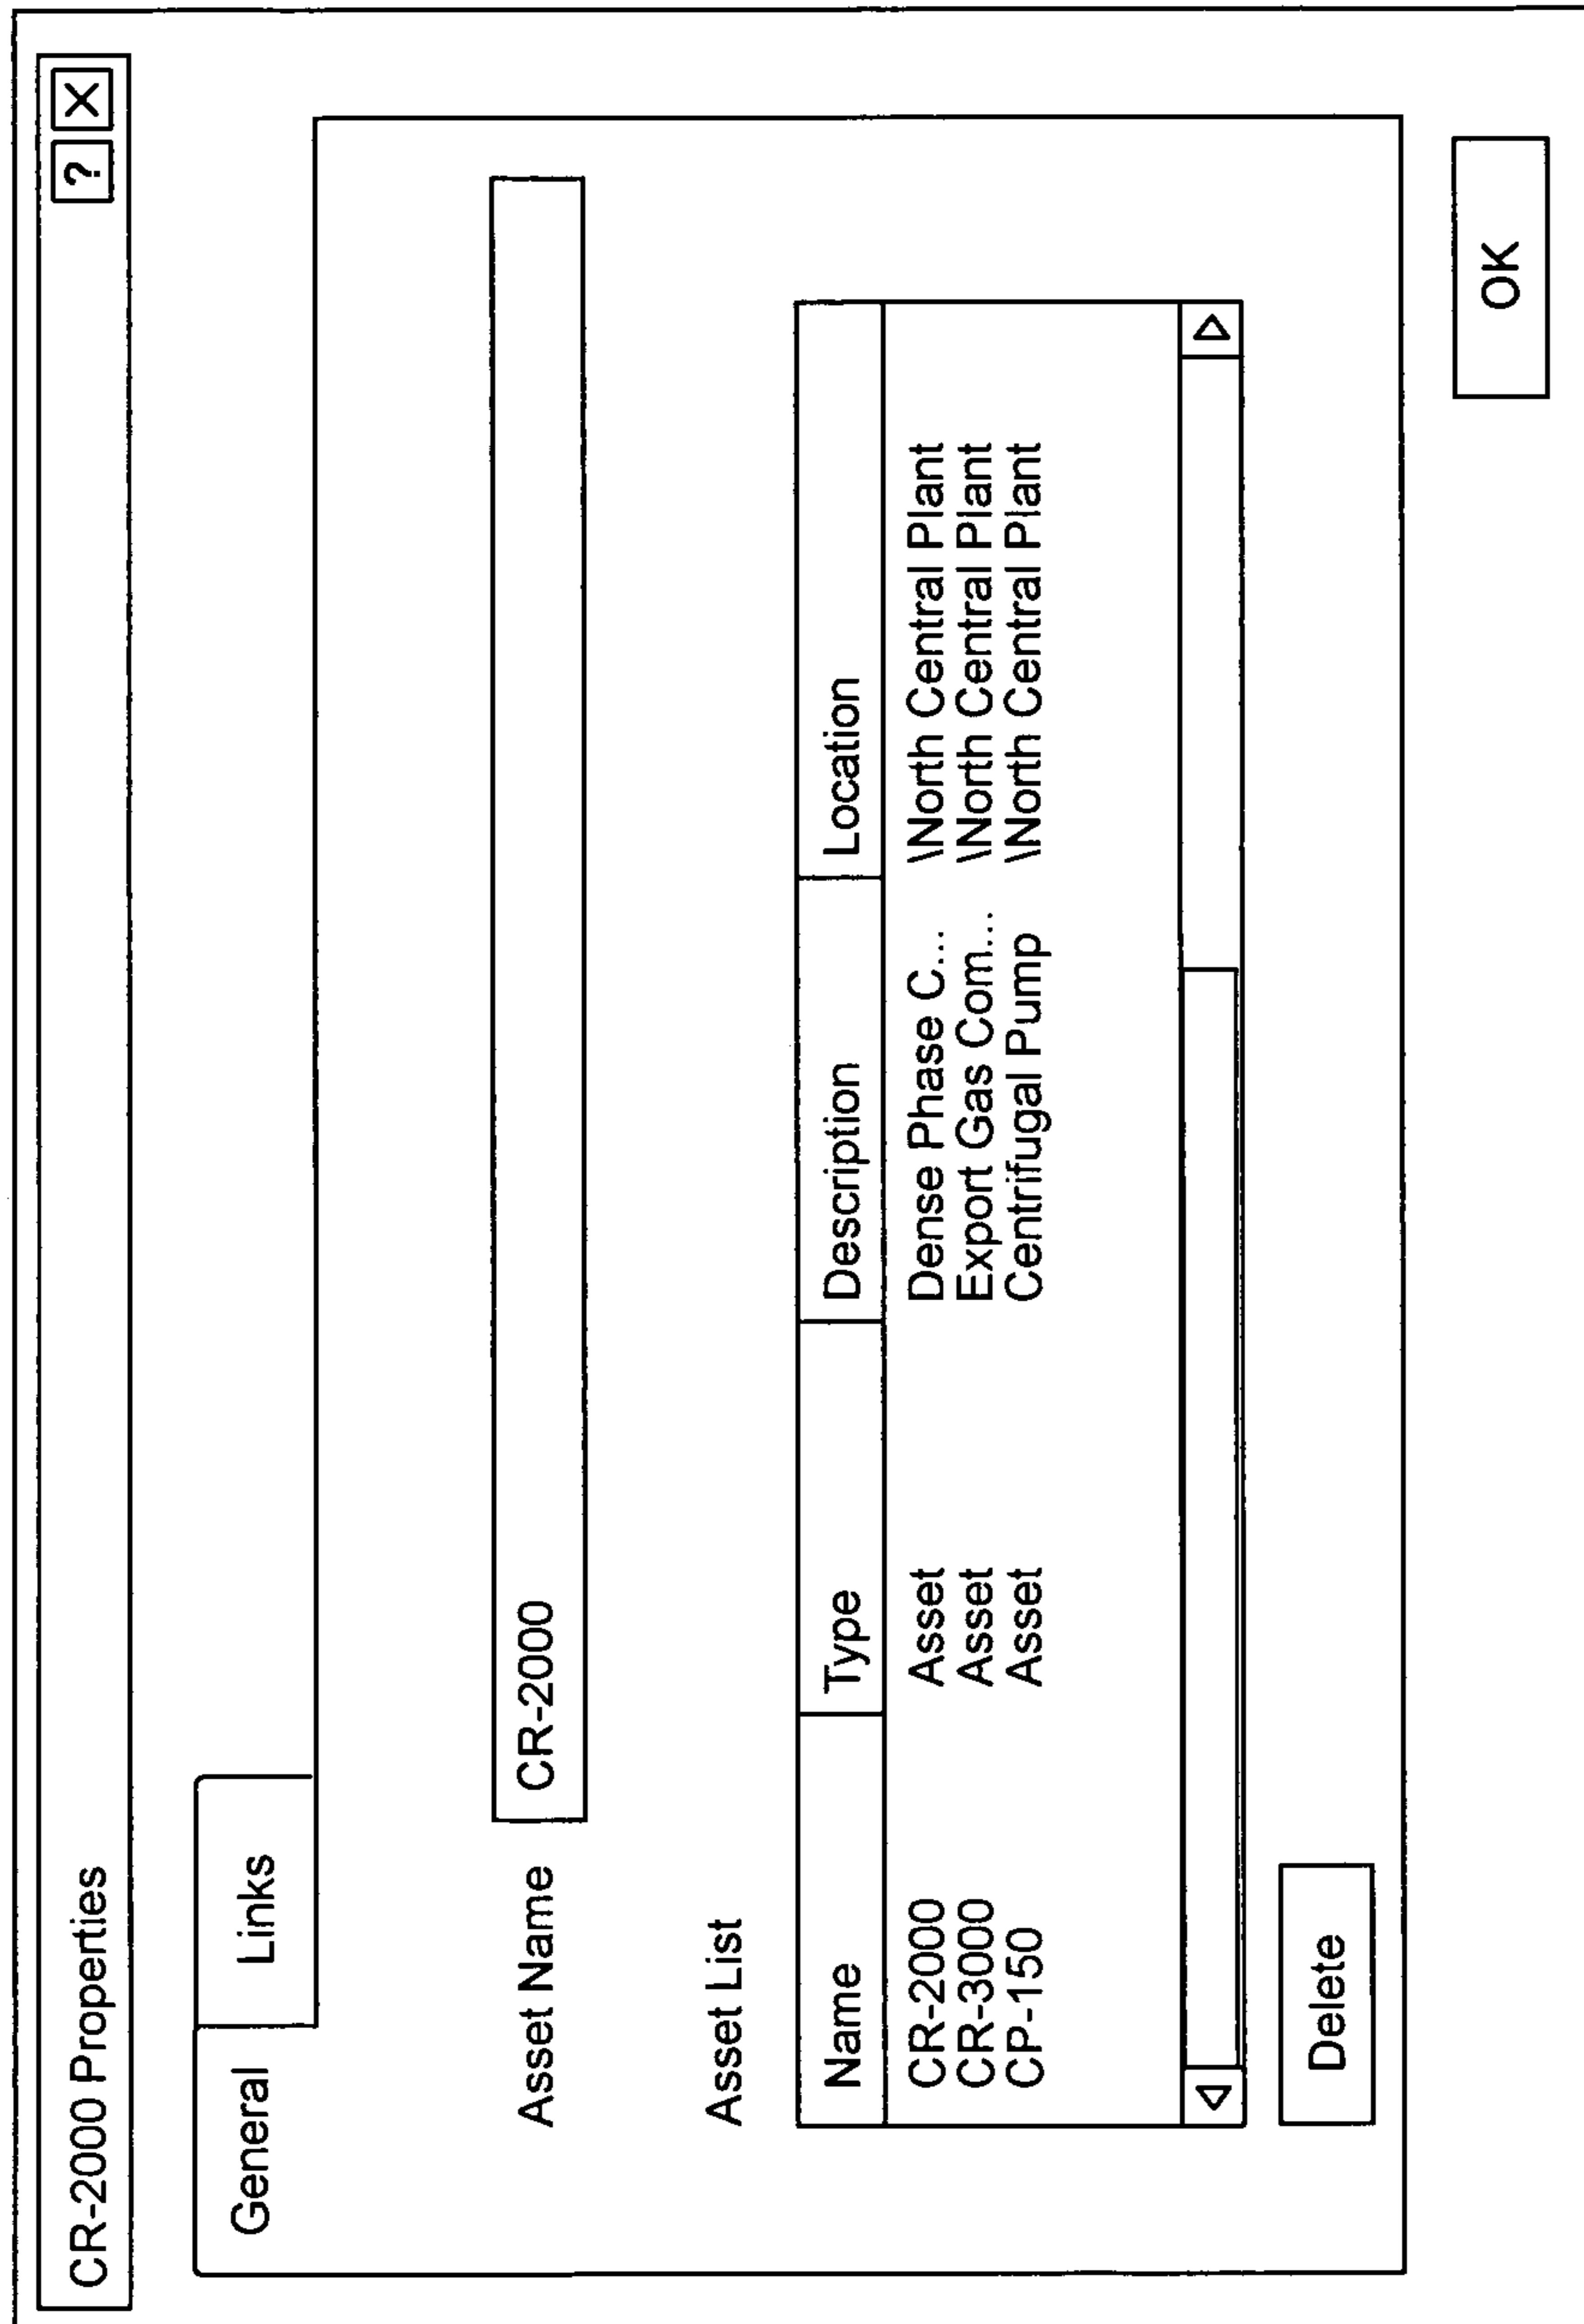 CR-2000 Properties ? X
General Links
Asset Name CR-2000
Asset List
Name Type Description Location
CR-2000 Asset Dense Phase C... \North Central Plant
CR-3000 Asset Export Gas Com... \North Central Plant
CP-150 Asset Centrifugal Pump \North Central Plant
Delete
OK